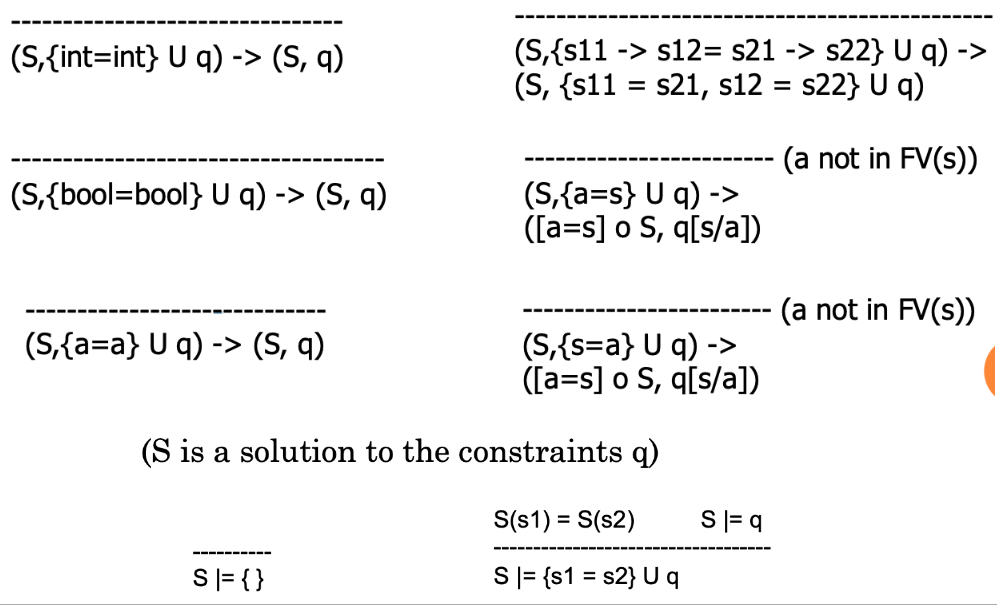 ---------------------------------
(S,{int=int} U q) -> (S, q)
------------------------------------------------
(S,{s11 -> s12= s21 -> s22} U q) ->
(S, {s11 = s21, s12 = s22} U q)
-------------------------------------
(S,{bool=bool} U q) -> (S, q)
------------------------- (a not in FV(s))
(S,{a=s} U q) ->
([a=s] o S, q[s/a])
------------------------------
(S,{a=a} U q) -> (S, q)
------------------------- (a not in FV(s))
(S,{s=a} U q) ->
([a=s] o S, q[s/a])
(S is a solution to the constraints q)
----------
S |= { }
S(s1) = S(s2) S |= q
-----------------------------------
S |= {s1 = s2} U q